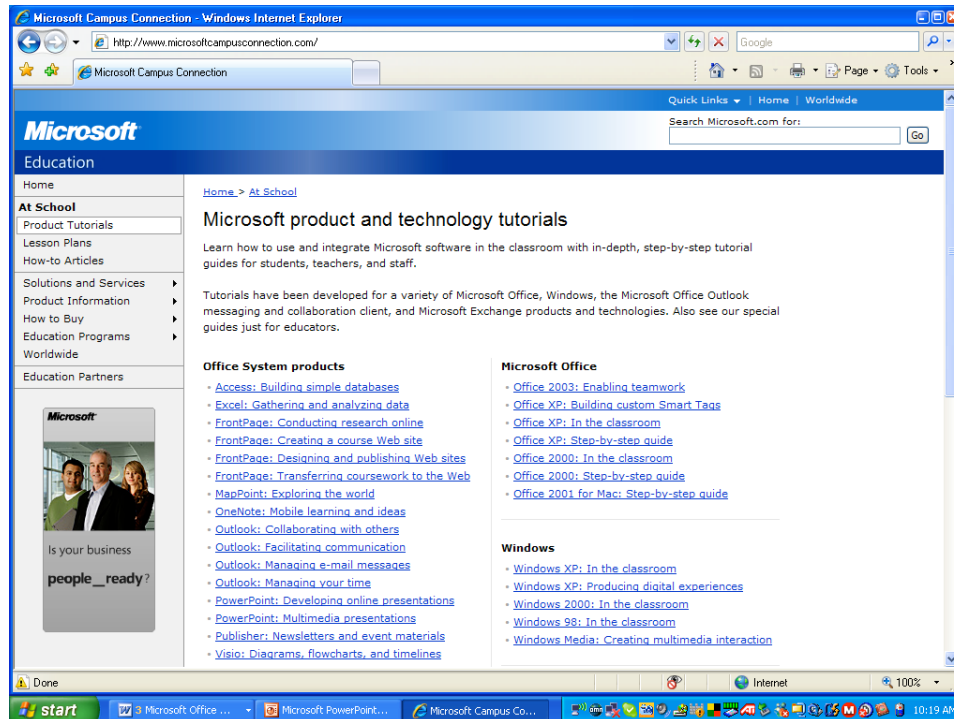 Microsoft Campus Connection - Windows Internet Explorer
http://www.microsoftcampusconnection.com/
Google
Microsoft Campus Connection
Page
Tools
Quick Links | Home | Worldwide
Microsoft
Search Microsoft.com for:
Go
Education
Home
At School
Product Tutorials
Lesson Plans
How-to Articles
Solutions and Services
Product Information
How to Buy
Education Programs
Worldwide
Education Partners
Microsoft
Is your business
people__ready?
Home > At School
Microsoft product and technology tutorials
Learn how to use and integrate Microsoft software in the classroom with in-depth, step-by-step tutorial
guides for students, teachers, and staff.
Tutorials have been developed for a variety of Microsoft Office, Windows, the Microsoft Office Outlook
messaging and collaboration client, and Microsoft Exchange products and technologies. Also see our special
guides just for educators.
Office System products
Access: Building simple databases
Excel: Gathering and analyzing data
FrontPage: Conducting research online
FrontPage: Creating a course Web site
FrontPage: Designing and publishing Web sites
FrontPage: Transferring coursework to the Web
MapPoint: Exploring the world
OneNote: Mobile learning and ideas
Outlook: Collaborating with others
Outlook: Facilitating communication
Outlook: Managing e-mail messages
Outlook: Managing your time
PowerPoint: Developing online presentations
PowerPoint: Multimedia presentations
Publisher: Newsletters and event materials
Visio: Diagrams, flowcharts, and timelines
Microsoft Office
Office 2003: Enabling teamwork
Office XP: Building custom Smart Tags
Office XP: In the classroom
Office XP: Step-by-step guide
Office 2000: In the classroom
Office 2000: Step-by-step guide
Office 2001 for Mac: Step-by-step guide
Windows
Windows XP: In the classroom
Windows XP: Producing digital experiences
Windows 2000: In the classroom
Windows 98: In the classroom
Windows Media: Creating multimedia interaction
Done
Internet
100%
start
3 Microsoft Office ...
Microsoft PowerPoint...
Microsoft Campus Co...
10:19 AM